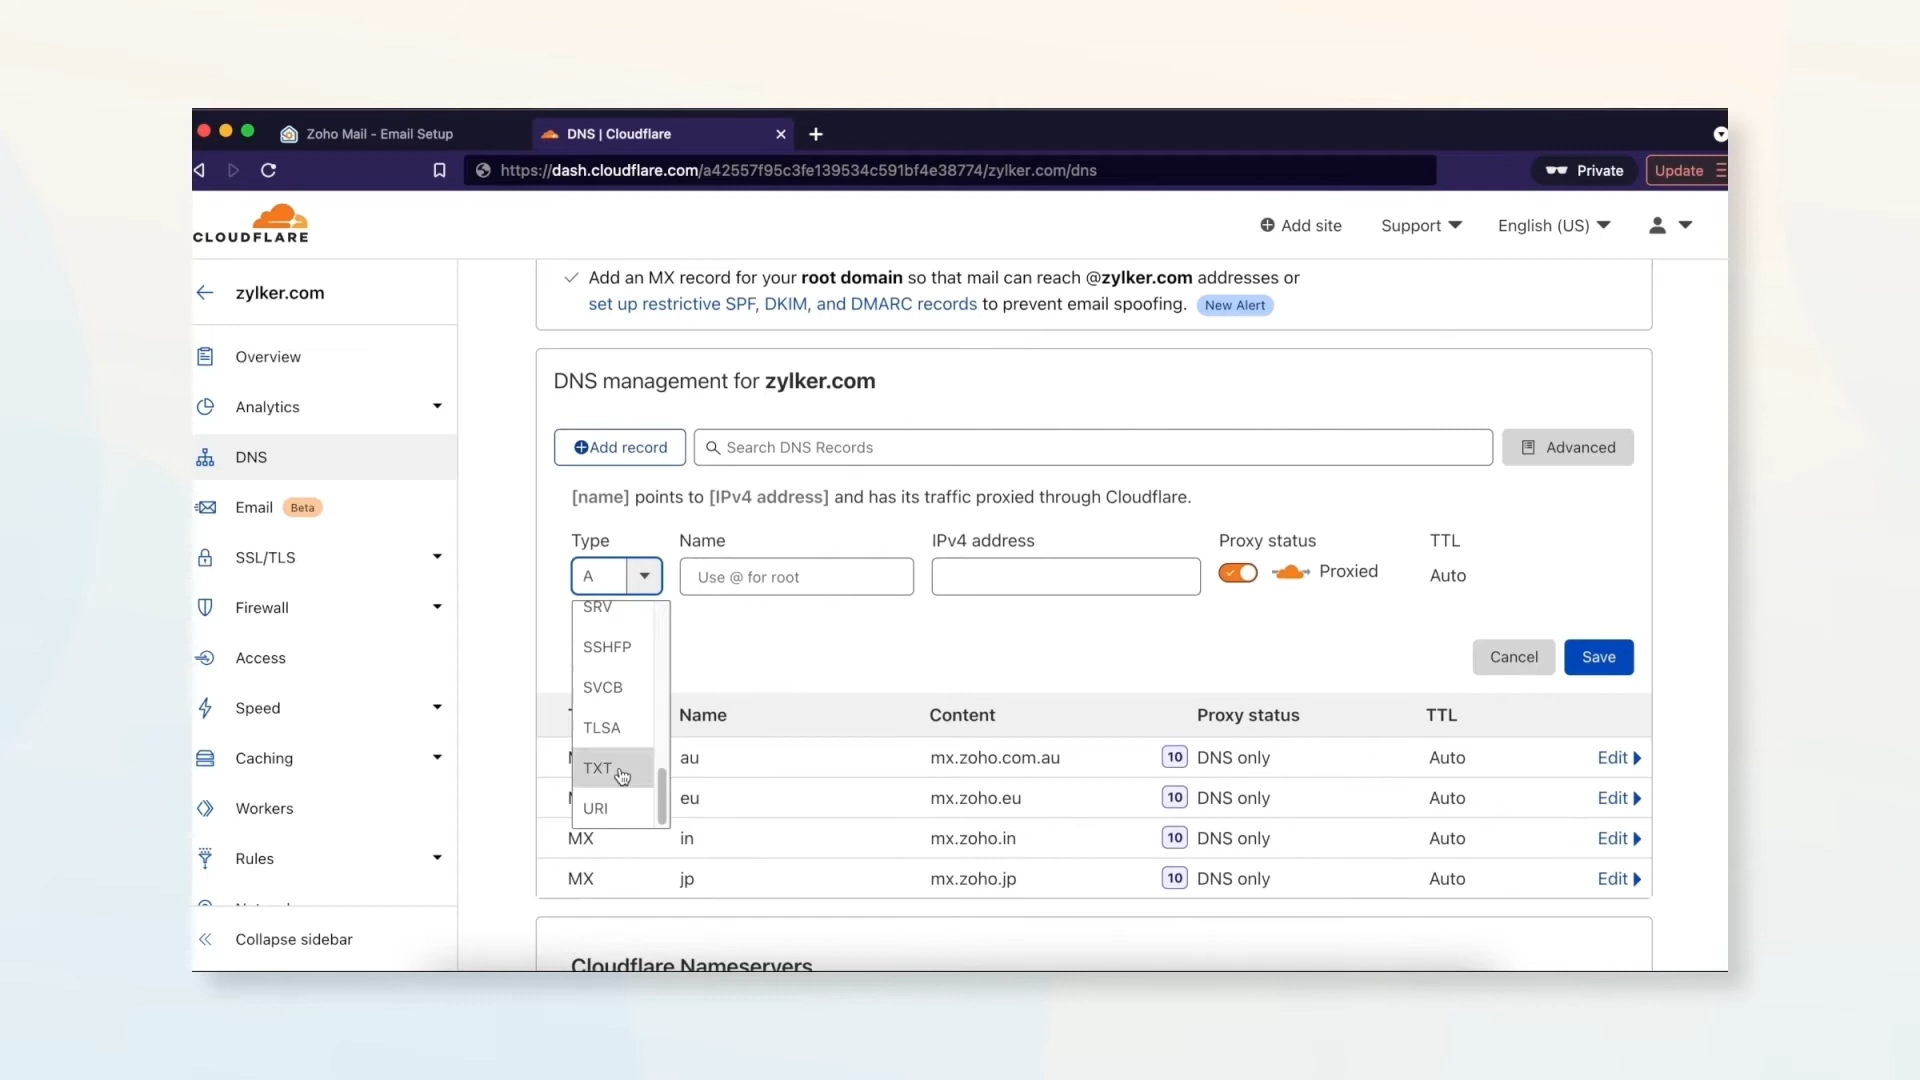 Zoho Mail - Email Setup
DNS | Cloudflare
https://dash.cloudflare.com/a42557f95c3fe139534c591bf4e38774/zylker.com/dns
Private
Update
CLOUDFLARE
Add site
Support
English (US)
zylker.com
Overview
Analytics
DNS
Email Beta
SSL/TLS
Firewall
Access
Speed
Caching
Workers
Rules
Collapse sidebar
Add an MX record for your root domain so that mail can reach @zylker.com addresses or
set up restrictive SPF, DKIM, and DMARC records to prevent email spoofing. New Alert
DNS management for zylker.com
Add record
Search DNS Records
Advanced
[name] points to [IPv4 address] and has its traffic proxied through Cloudflare.
Type Name IPv4 address Proxy status TTL
A Use @ for root Proxied Auto
SRV
SSHFP
SVCB
TLSA
TXT
URI
Cancel Save
Name Content Proxy status TTL
au mx.zoho.com.au 10 DNS only Auto Edit
eu mx.zoho.eu 10 DNS only Auto Edit
MX in mx.zoho.in 10 DNS only Auto Edit
MX jp mx.zoho.jp 10 DNS only Auto Edit
Cloudflare Nameservers